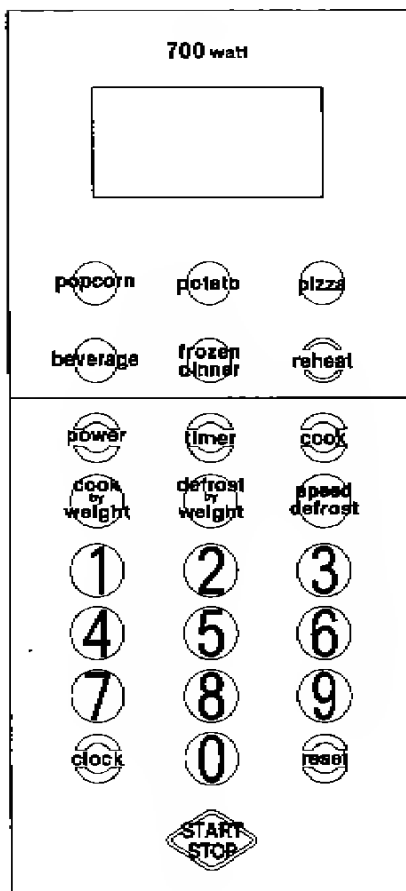 700 watt
popcorn potato pizza
beverage frozen dinner reheat
power timer cook
cook by weight defrost by weight speed defrost
1 2 3
4 5 6
7 8 9
clock 0 reset
START
STOP